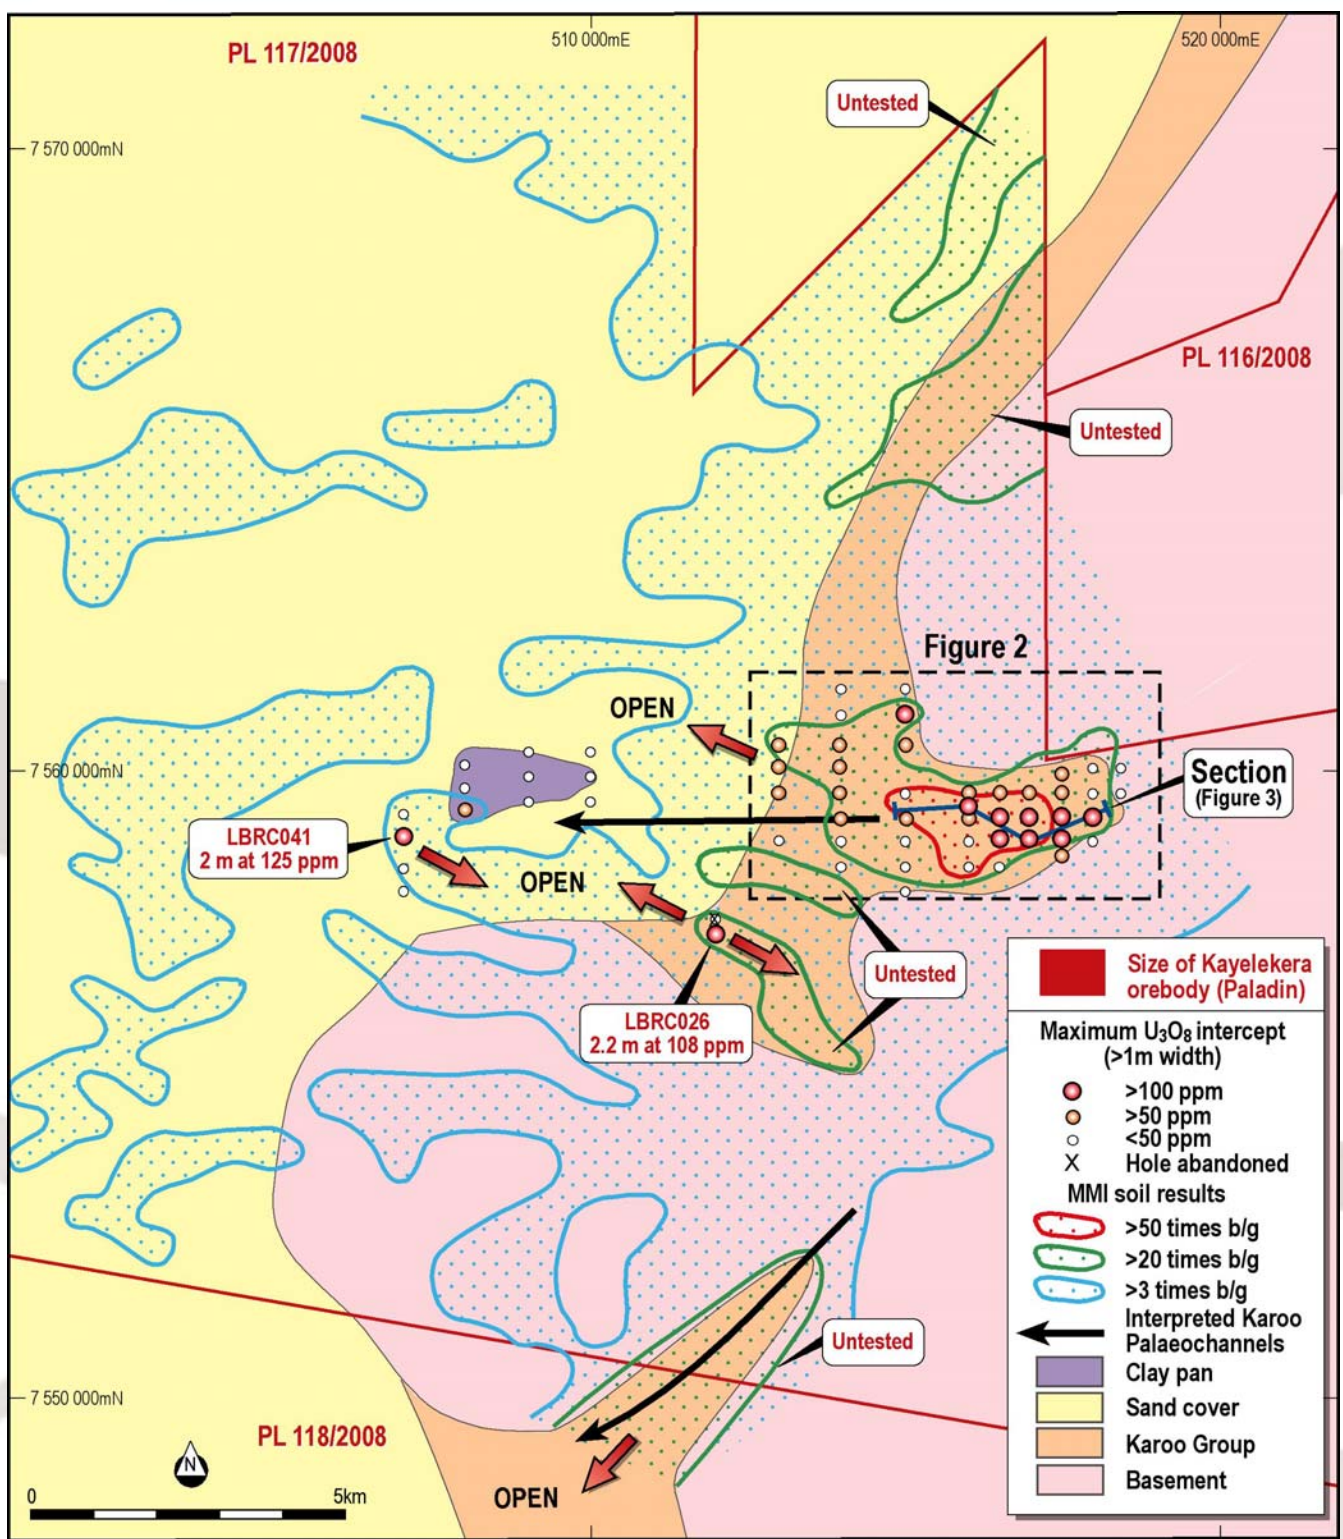 510 000mE
520 000mE
PL 117/2008
Untested
7 570 000mN
PL 116/2008
Untested
Figure 2
OPEN
7 560 000mN
Section
(Figure 3)
LBRC041
2 m at 125 ppm
OPEN
Untested
LBRC026
2.2 m at 108 ppm
Size of Kayelekera
orebody (Paladin)
Maximum U₃O₈ intercept
(>1m width)
>100 ppm
>50 ppm
<50 ppm
X Hole abandoned
MMI soil results
>50 times b/g
>20 times b/g
>3 times b/g
Interpreted Karoo
Palaeochannels
Clay pan
Sand cover
Karoo Group
Basement
Untested
7 550 000mN
PL 118/2008
N
0 5km
OPEN